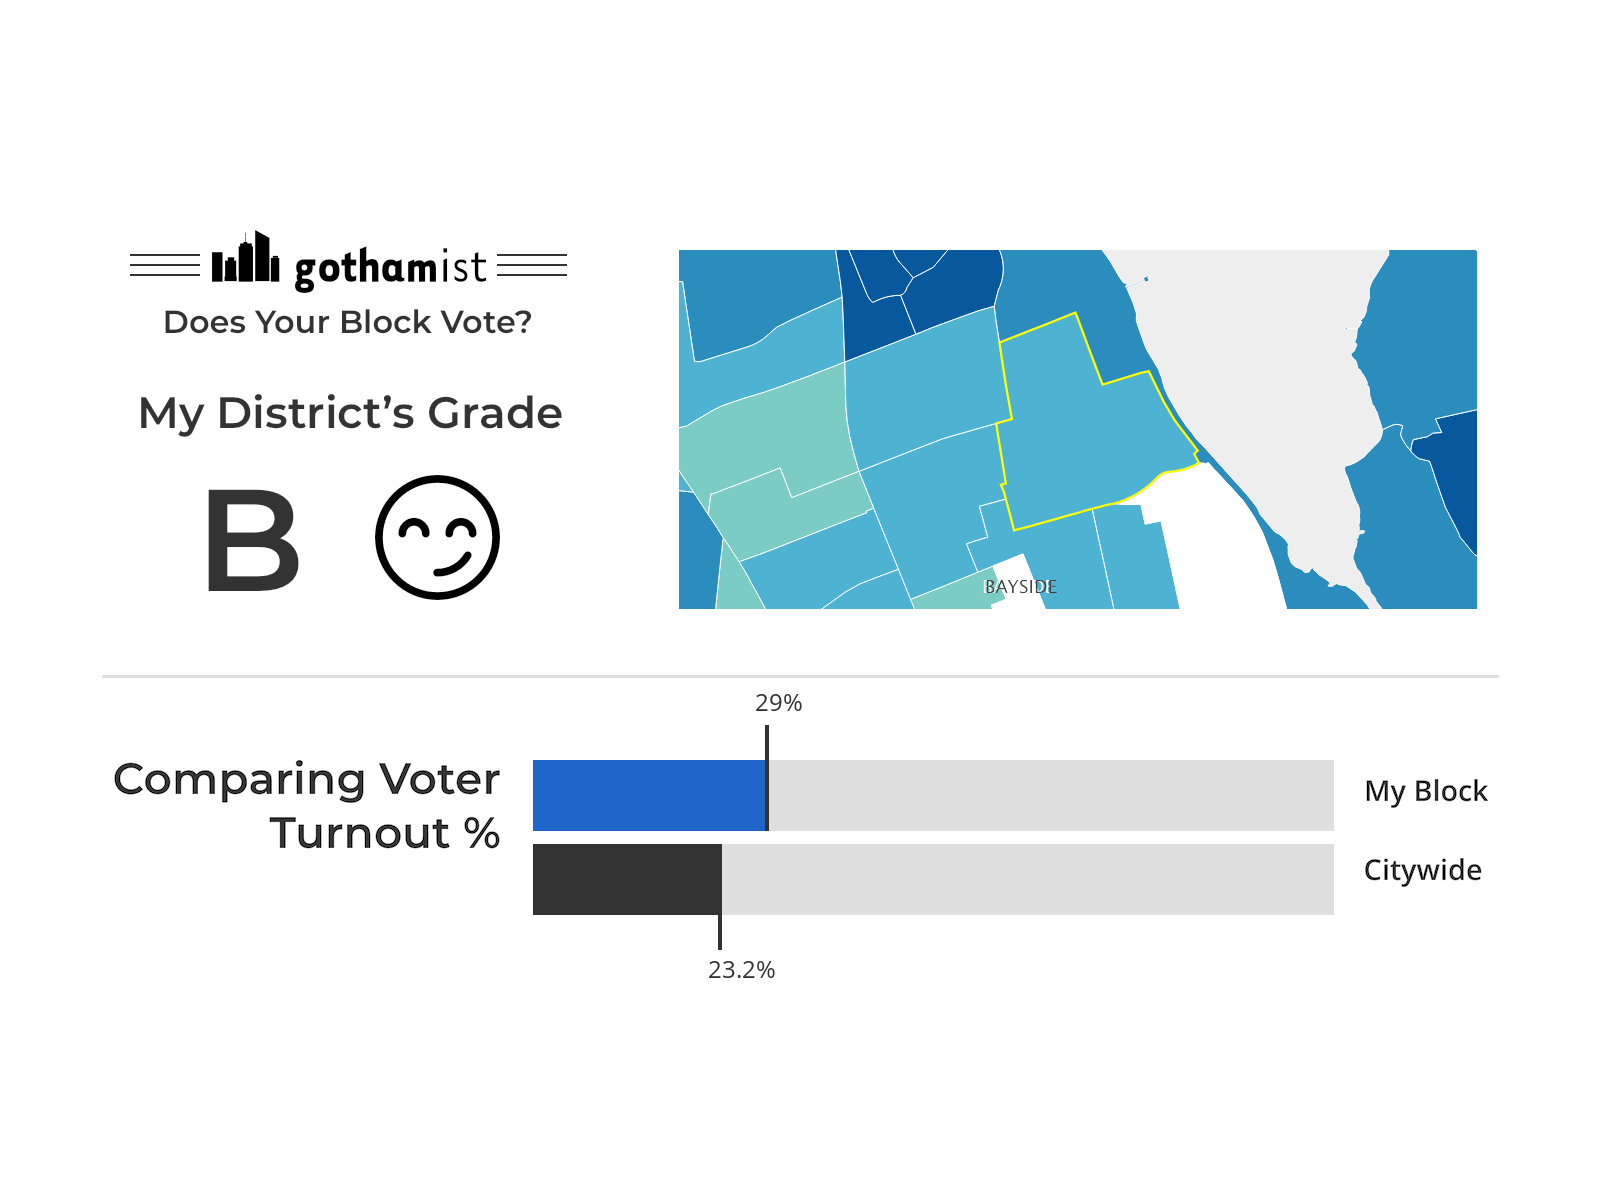 gothamist
Does Your Block Vote?
My District’s Grade
B
BAYSIDE
29%
Comparing Voter
Turnout %
My Block
Citywide
23.2%